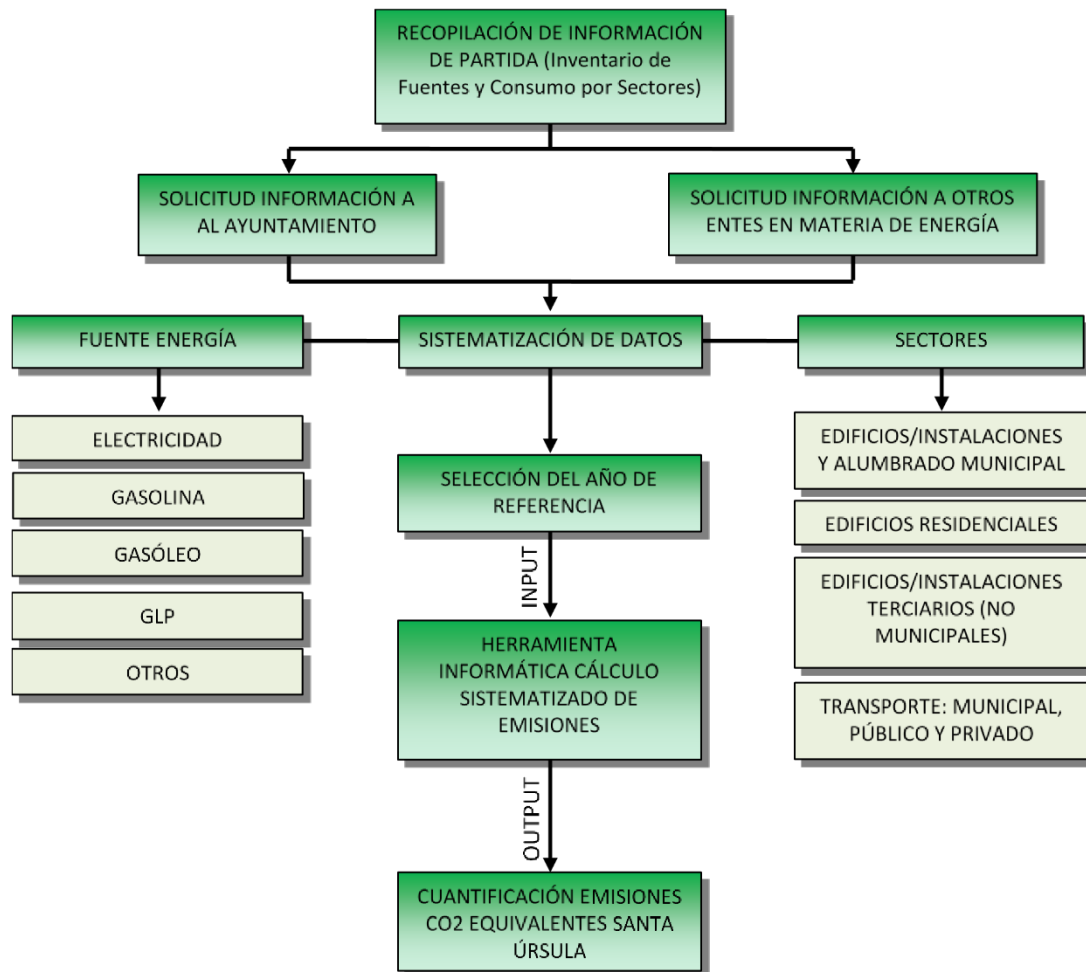 RECOPILACIÓN DE INFORMACIÓN
DE PARTIDA (Inventario de
Fuentes y Consumo por Sectores)
SOLICITUD INFORMACIÓN A
AL AYUNTAMIENTO
SOLICITUD INFORMACIÓN A OTROS
ENTES EN MATERIA DE ENERGÍA
FUENTE ENERGÍA
SISTEMATIZACIÓN DE DATOS
SECTORES
ELECTRICIDAD
GASOLINA
GASÓLEO
GLP
OTROS
SELECCIÓN DEL AÑO DE
REFERENCIA
INPUT
HERRAMIENTA
INFORMÁTICA CÁLCULO
SISTEMATIZADO DE
EMISIONES
OUTPUT
CUANTIFICACIÓN EMISIONES
CO2 EQUIVALENTES SANTA
ÚRSULA
EDIFICIOS/INSTALACIONES
Y ALUMBRADO MUNICIPAL
EDIFICIOS RESIDENCIALES
EDIFICIOS/INSTALACIONES
TERCIARIOS (NO
MUNICIPALES)
TRANSPORTE: MUNICIPAL,
PÚBLICO Y PRIVADO